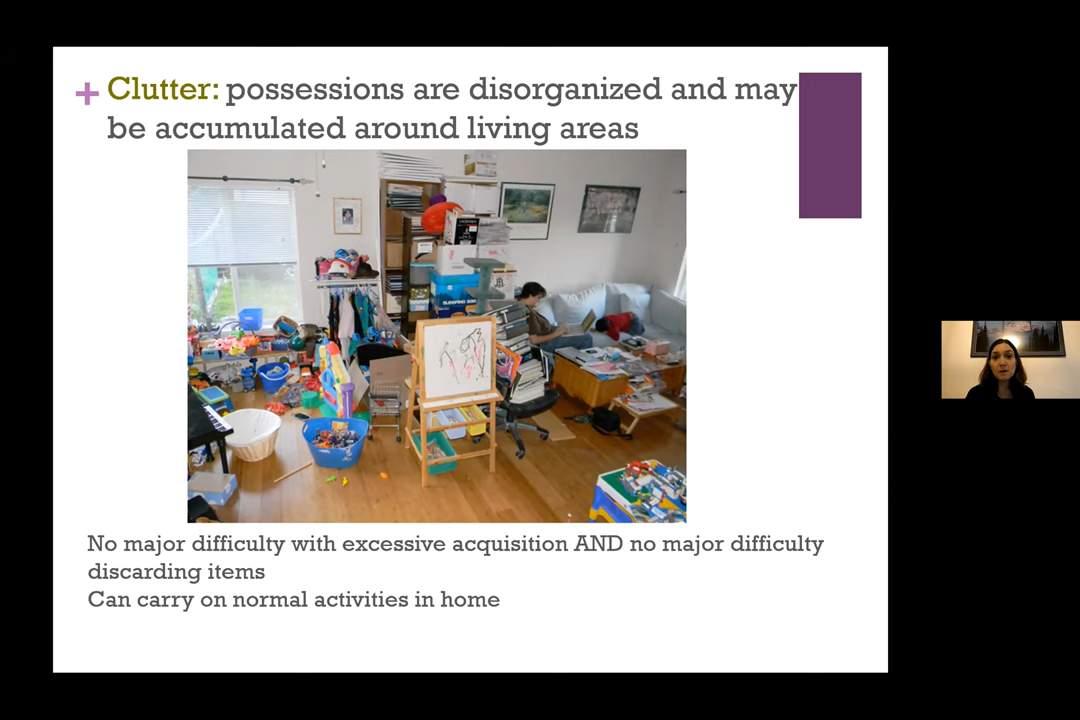 + Clutter: possessions are disorganized and may
be accumulated around living areas
No major difficulty with excessive acquisition AND no major difficulty
discarding items
Can carry on normal activities in home